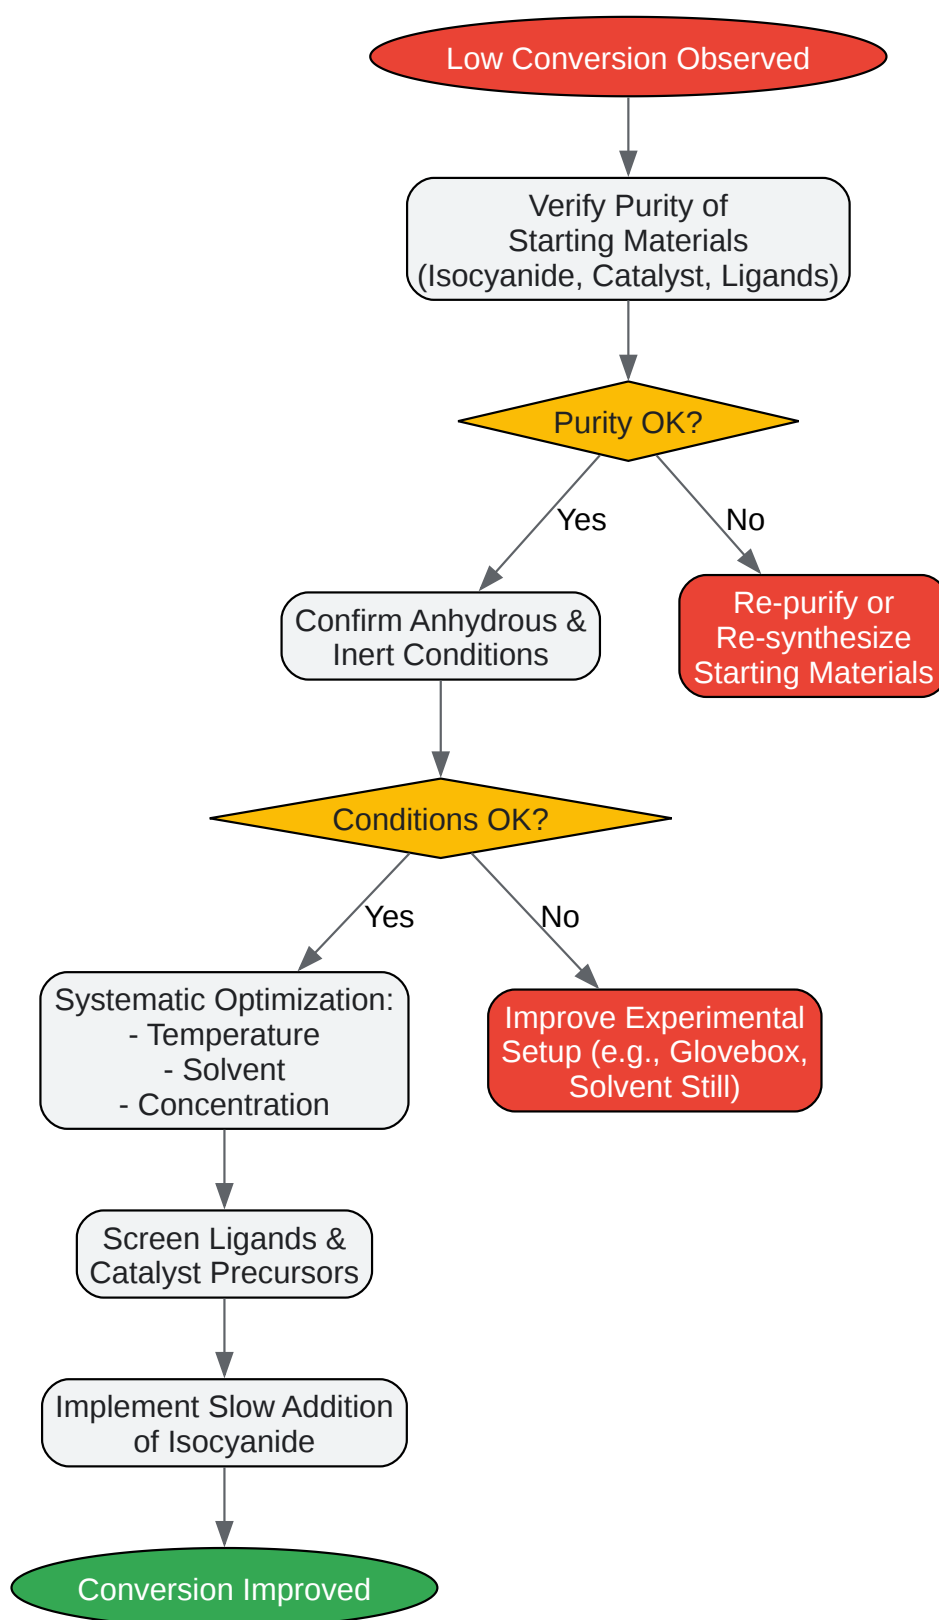 Low Conversion Observed
Verify Purity of
Starting Materials
(Isocyanide, Catalyst, Ligands)
Purity OK?
Yes
No
Confirm Anhydrous &
Inert Conditions
Re-purify or
Re-synthesize
Starting Materials
Conditions OK?
Yes
No
Systematic Optimization:
- Temperature
- Solvent
- Concentration
Improve Experimental
Setup (e.g., Glovebox,
Solvent Still)
Screen Ligands &
Catalyst Precursors
Implement Slow Addition
of Isocyanide
Conversion Improved